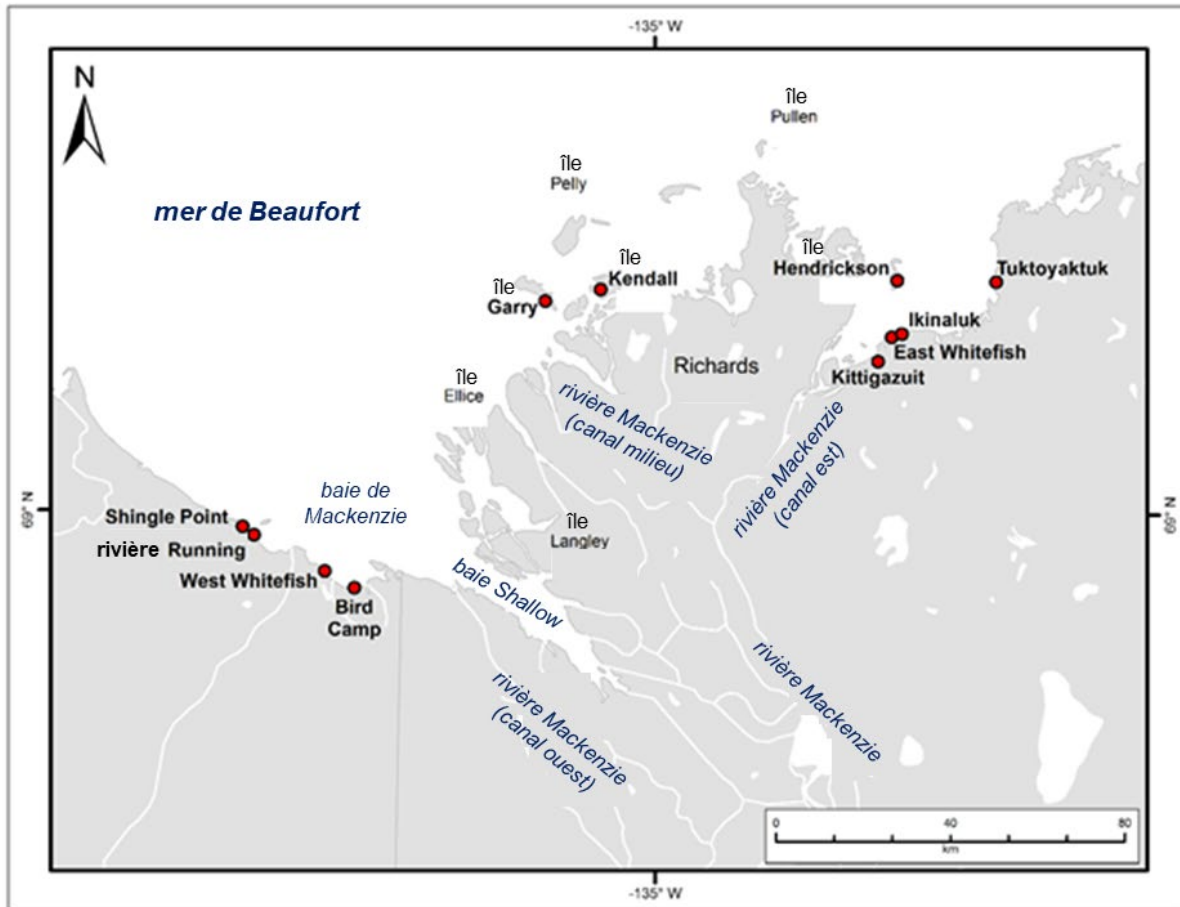 -135° W
N
île
Pullen
île
Pelly
mer de Beaufort
île
Kendall
île
Hendrickson
Tuktoyaktuk
île
Garry
Ikinaluk
East Whitefish
Kittigazuit
Richards
île
Ellice
rivière Mackenzie
(canal milieu)
rivière Mackenzie
(canal est)
baie de
Mackenzie
69° N
69° N
Shingle Point
rivière Running
West Whitefish
Bird
Camp
île
Langley
baie Shallow
rivière Mackenzie
(canal ouest)
rivière Mackenzie
0
40
80
km
-135° W